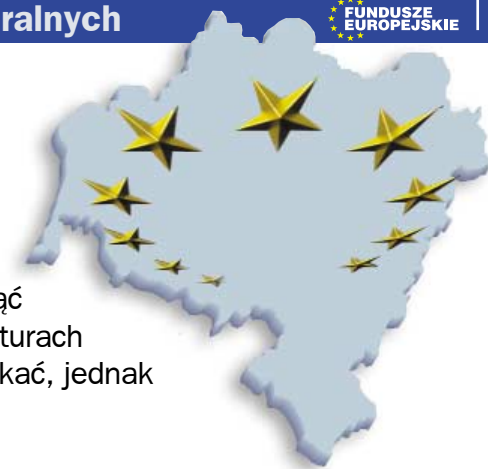 ralnych
FUNDUSZE
EUROPEJSKIE
ąć
turach
kać, jednak